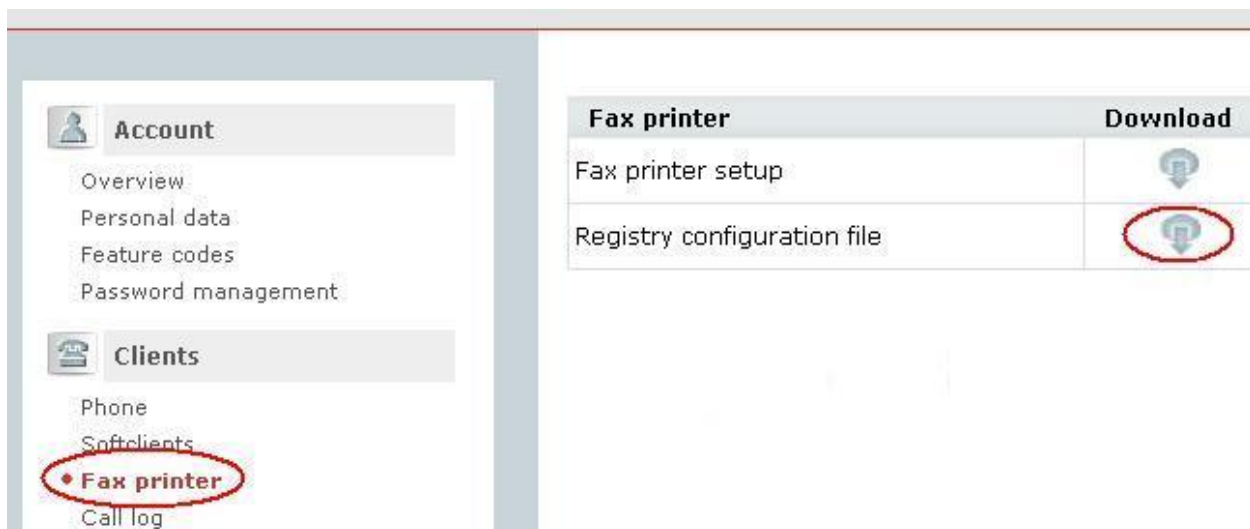 Account
Overview
Personal data
Feature codes
Password management
Clients
Phone
Softclients
Fax printer
Call log
Fax printer Download
Fax printer setup
Registry configuration file